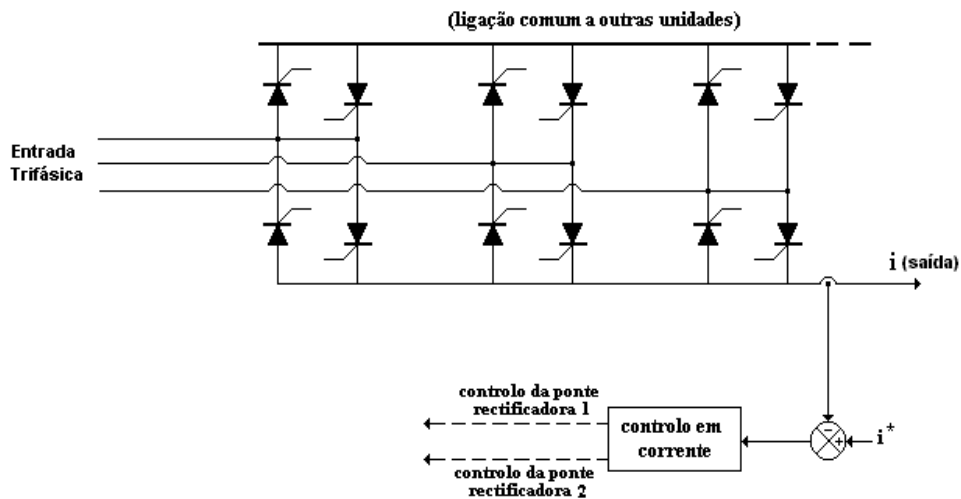 (ligação comum a outras unidades)
Entrada
Trifásica
i (saída)
controlo da ponte
rectificadora 1
controlo em
corrente
- +
i*
controlo da ponte
rectificadora 2